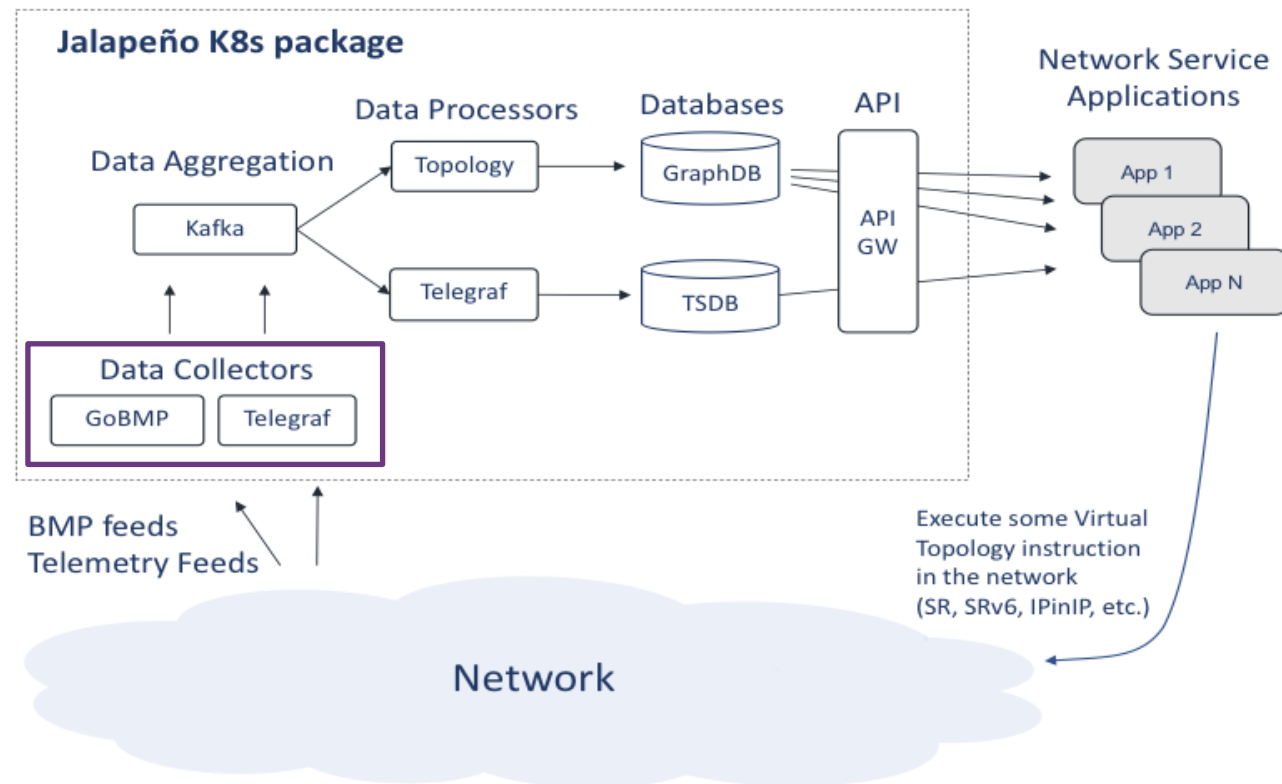 Jalapeño K8s package
Network Service
Applications
Data Processors
Databases
API
Data Aggregation
Topology
GraphDB
App 1
Kafka
API
GW
App 2
Telegraf
TSDB
App N
Data Collectors
GoBMP
Telegraf
BMP feeds
Telemetry Feeds
Execute some Virtual
Topology instruction
in the network
(SR, SRv6, IPinIP, etc.)
Network